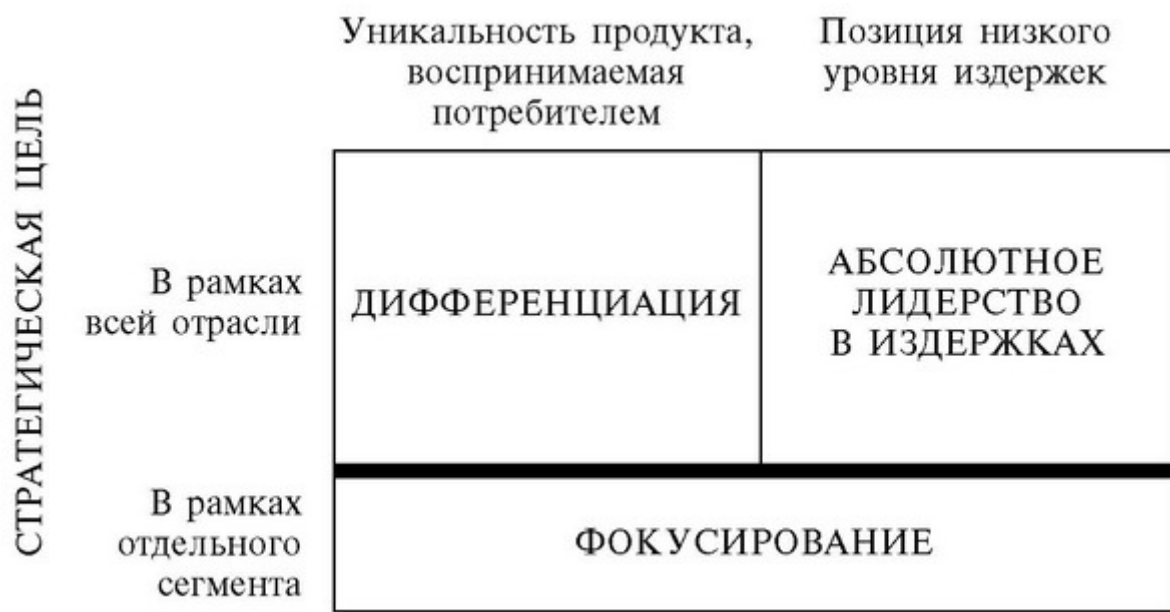 Уникальность продукта,
воспринимаемая
потребителем
Позиция низкого
уровня издержек
СТРАТЕГИЧЕСКАЯ ЦЕЛЬ
В рамках
всей отрасли
ДИФФЕРЕНЦИАЦИЯ
АБСОЛЮТНОЕ
ЛИДЕРСТВО
В ИЗДЕРЖКАХ
В рамках
отдельного
сегмента
ФОКУСИРОВАНИЕ